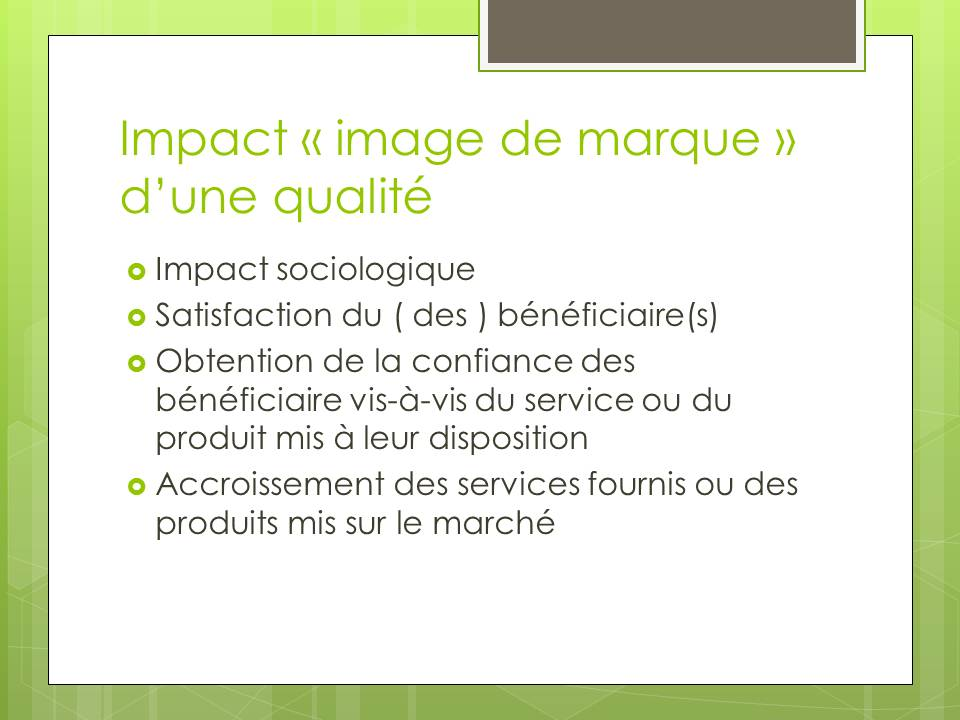 Impact « image de marque »
d’une qualité
Impact sociologique
Satisfaction du ( des ) bénéficiaire(s)
Obtention de la confiance des
bénéficiaire vis-à-vis du service ou du
produit mis à leur disposition
Accroissement des services fournis ou des
produits mis sur le marché